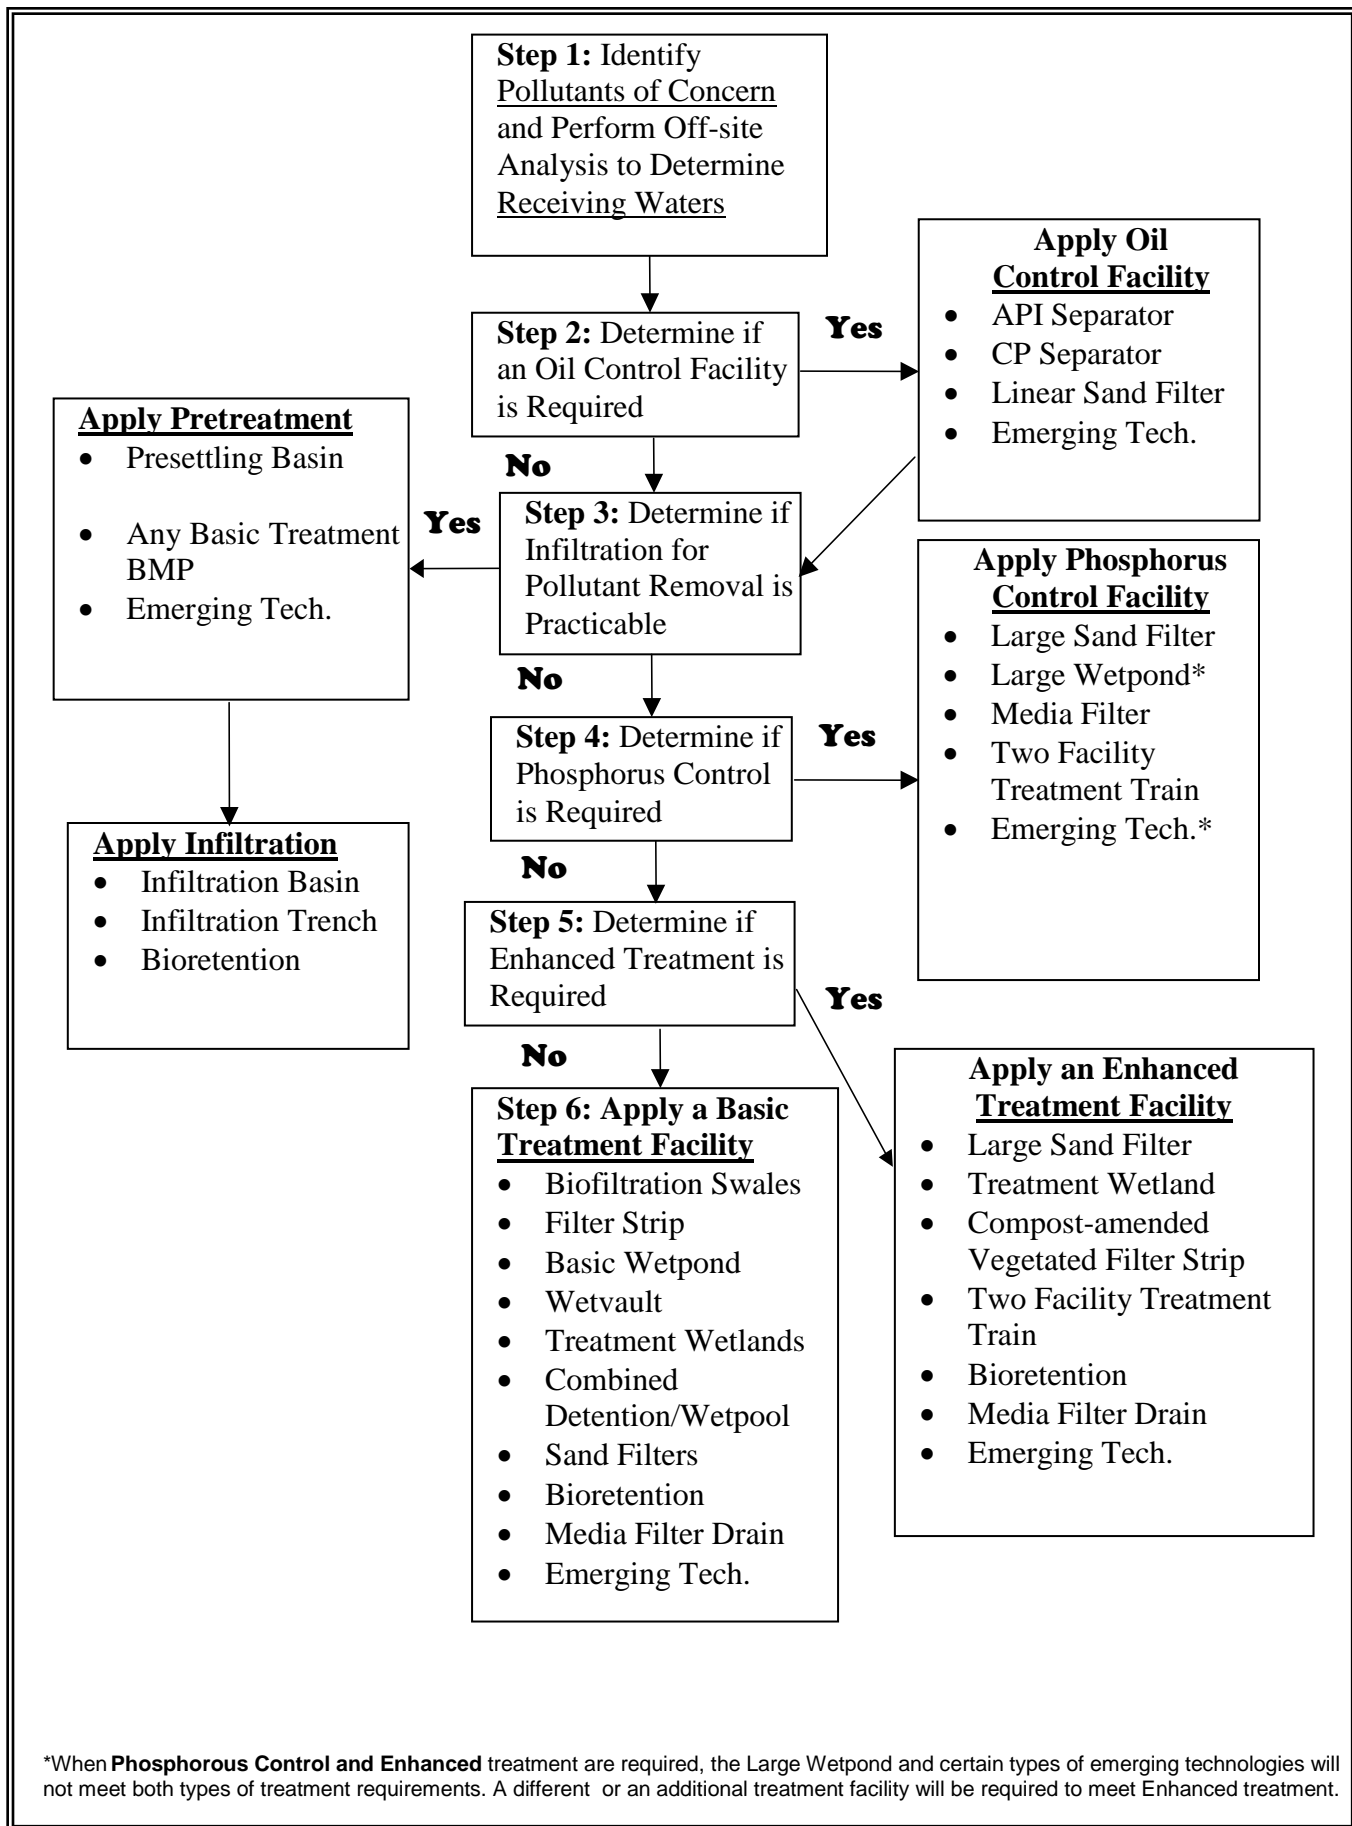 Step 1: Identify
Pollutants of Concern
and Perform Off-site
Analysis to Determine
Receiving Waters
Step 2: Determine if
an Oil Control Facility
is Required
Yes
Apply Oil
Control Facility
• API Separator
• CP Separator
• Linear Sand Filter
• Emerging Tech.
No
Step 3: Determine if
Infiltration for
Pollutant Removal is
Practicable
Yes
Apply Pretreatment
• Presettling Basin
• Any Basic Treatment
BMP
• Emerging Tech.
Apply Infiltration
• Infiltration Basin
• Infiltration Trench
• Bioretention
No
Step 4: Determine if
Phosphorus Control
is Required
Yes
Apply Phosphorus
Control Facility
• Large Sand Filter
• Large Wetpond*
• Media Filter
• Two Facility
Treatment Train
• Emerging Tech.*
No
Step 5: Determine if
Enhanced Treatment is
Required
Yes
Apply an Enhanced
Treatment Facility
• Large Sand Filter
• Treatment Wetland
• Compost-amended
Vegetated Filter Strip
• Two Facility Treatment
Train
• Bioretention
• Media Filter Drain
• Emerging Tech.
No
Step 6: Apply a Basic
Treatment Facility
• Biofiltration Swales
• Filter Strip
• Basic Wetpond
• Wetvault
• Treatment Wetlands
• Combined
Detention/Wetpool
• Sand Filters
• Bioretention
• Media Filter Drain
• Emerging Tech.
*When Phosphorous Control and Enhanced treatment are required, the Large Wetpond and certain types of emerging technologies will
not meet both types of treatment requirements. A different or an additional treatment facility will be required to meet Enhanced treatment.